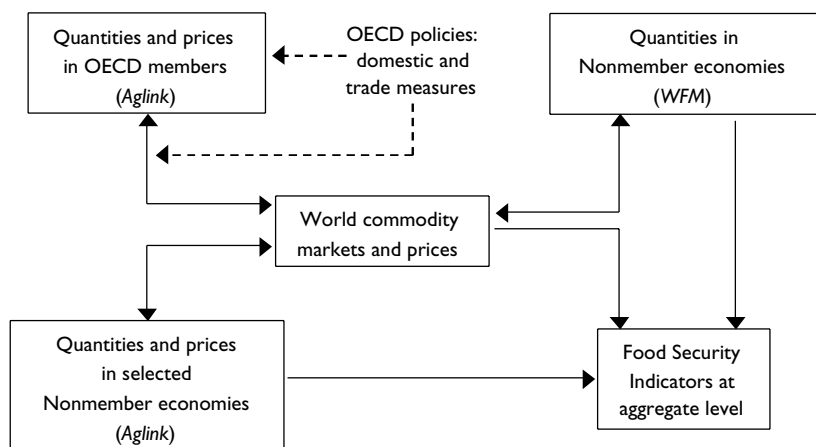 Quantities and prices
in OECD members
(Aglink)
OECD policies:
domestic and
trade measures
Quantities in
Nonmember economies
(WFM)
World commodity
markets and prices
Quantities and prices
in selected
Nonmember economies
(Aglink)
Food Security
Indicators at
aggregate level